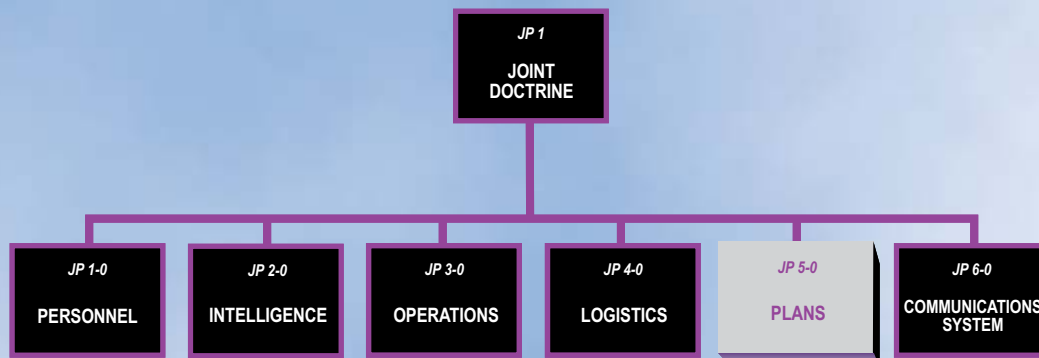 JP 1
JOINT
DOCTRINE
JP 1-0
PERSONNEL
JP 2-0
INTELLIGENCE
JP 3-0
OPERATIONS
JP 4-0
LOGISTICS
JP 5-0
PLANS
JP 6-0
COMMUNICATIONS
SYSTEM